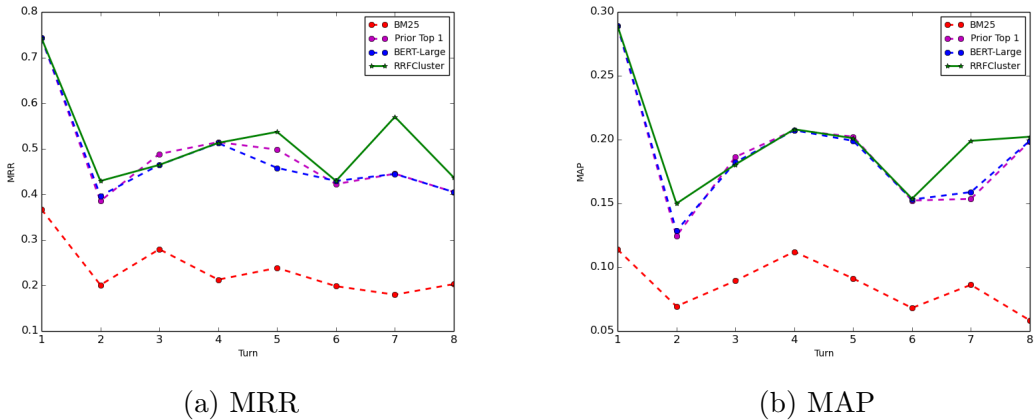 0.8
0.7
0.6
0.5
0.4
0.3
0.2
0.1
MRR
1 2 3 4 5 6 7 8
Turn
BM25
Prior Top 1
BERT-Large
RRFCluster
(a) MRR
0.30
0.25
0.20
0.15
0.10
0.05
MAP
1 2 3 4 5 6 7 8
Turn
BM25
Prior Top 1
BERT-Large
RRFCluster
(b) MAP